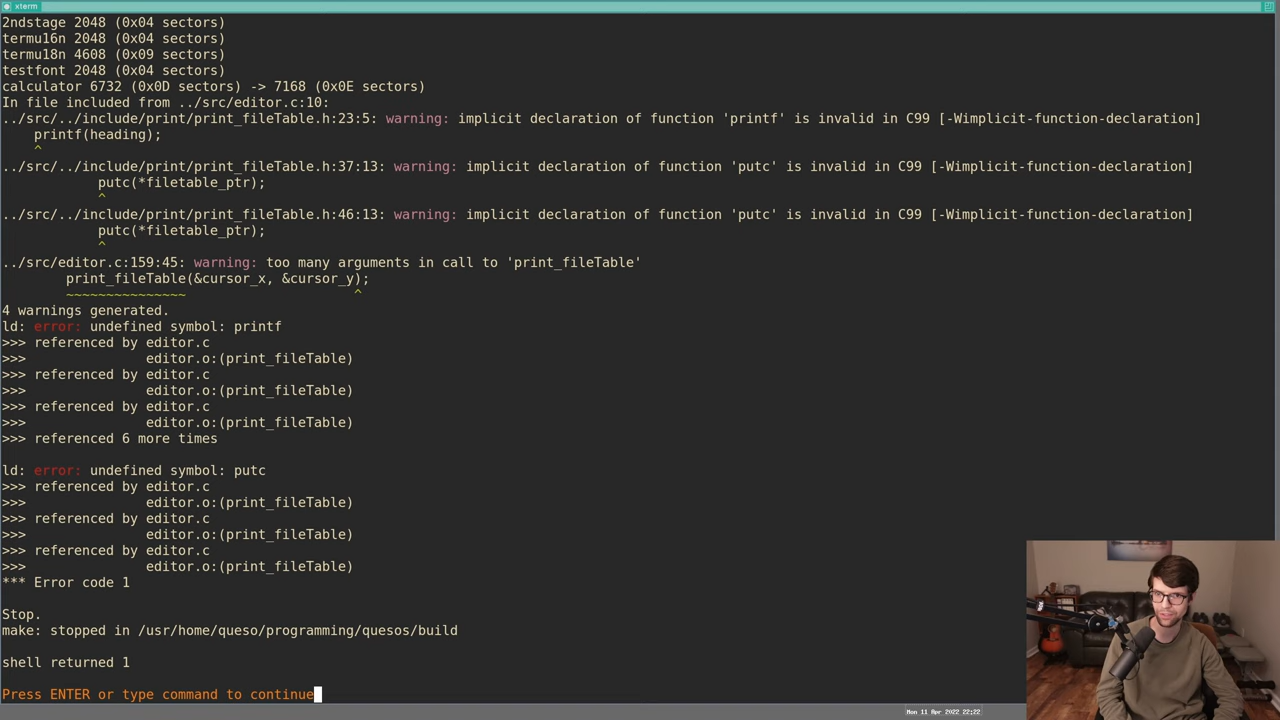 xterm
2ndstage 2048 (0x04 sectors)
termu16n 2048 (0x04 sectors)
termu18n 4608 (0x09 sectors)
testfont 2048 (0x04 sectors)
calculator 6732 (0x0D sectors) -> 7168 (0x0E sectors)
In file included from ../src/editor.c:10:
../src/../include/print/print_fileTable.h:23:5: warning: implicit declaration of function 'printf' is invalid in C99 [-Wimplicit-function-declaration]
    printf(heading);
    ^
../src/../include/print/print_fileTable.h:37:13: warning: implicit declaration of function 'putc' is invalid in C99 [-Wimplicit-function-declaration]
            putc(*filetable_ptr);
            ^
../src/../include/print/print_fileTable.h:46:13: warning: implicit declaration of function 'putc' is invalid in C99 [-Wimplicit-function-declaration]
            putc(*filetable_ptr);
            ^
../src/editor.c:159:45: warning: too many arguments in call to 'print_fileTable'
        print_fileTable(&cursor_x, &cursor_y);
        ~~~~~~~~~~~~~~~                     ^
4 warnings generated.
ld: error: undefined symbol: printf
>>> referenced by editor.c
>>>               editor.o:(print_fileTable)
>>> referenced by editor.c
>>>               editor.o:(print_fileTable)
>>> referenced by editor.c
>>>               editor.o:(print_fileTable)
>>> referenced 6 more times
ld: error: undefined symbol: putc
>>> referenced by editor.c
>>>               editor.o:(print_fileTable)
>>> referenced by editor.c
>>>               editor.o:(print_fileTable)
>>> referenced by editor.c
>>>               editor.o:(print_fileTable)
*** Error code 1
Stop.
make: stopped in /usr/home/queso/programming/quesos/build
shell returned 1
Press ENTER or type command to continue
Mon 11 Apr 2022 22:22